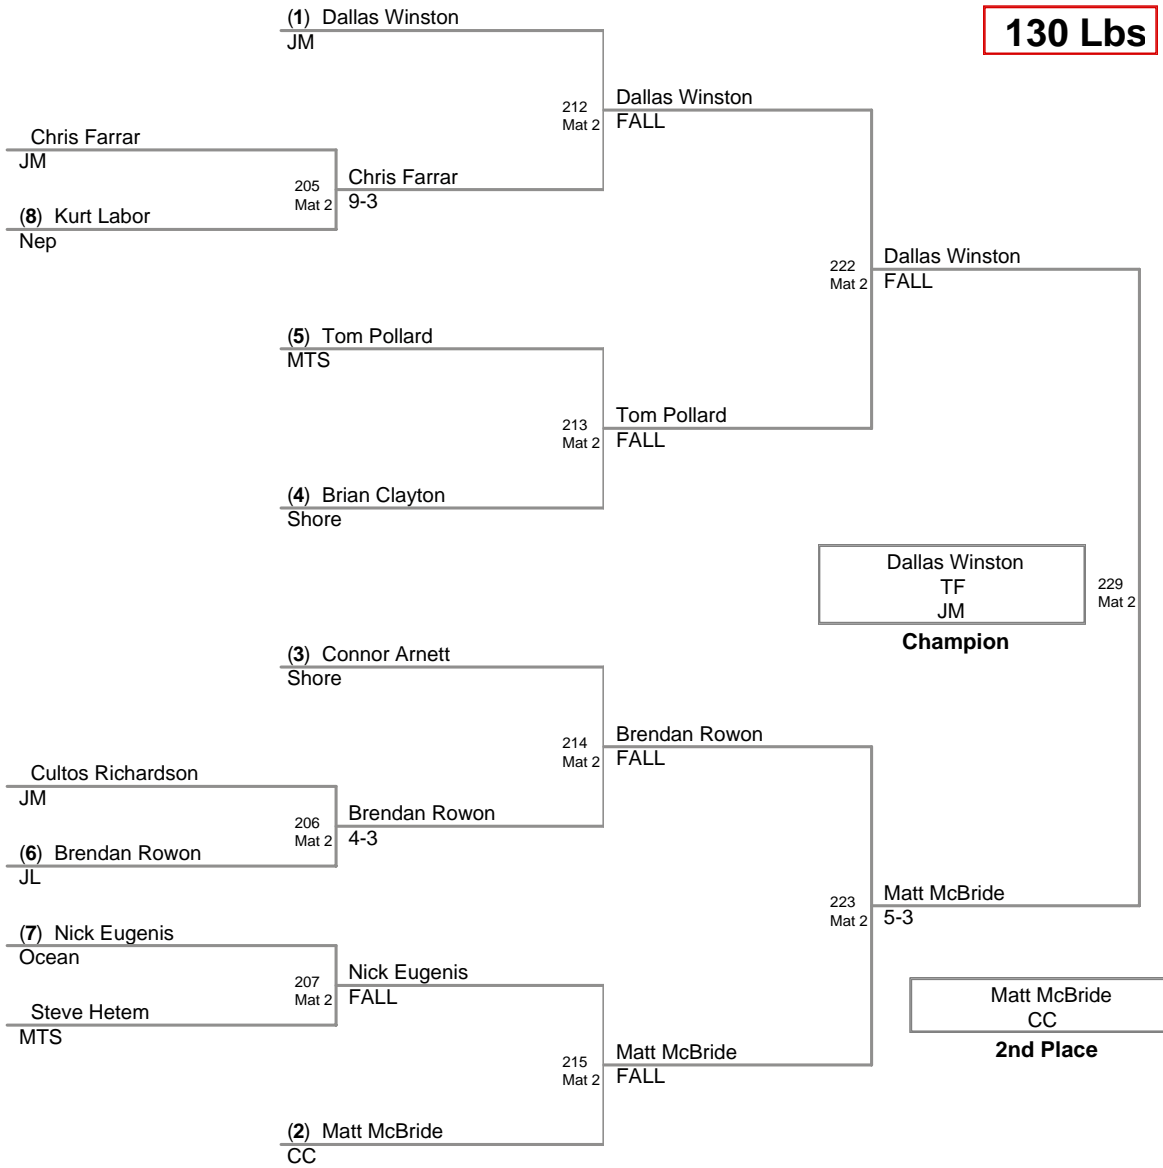 130 Lbs
(1) Dallas Winston
JM
212
Mat 2
Dallas Winston
FALL
Chris Farrar
JM
205
Mat 2
Chris Farrar
9-3
(8) Kurt Labor
Nep
222
Mat 2
Dallas Winston
FALL
(5) Tom Pollard
MTS
213
Mat 2
Tom Pollard
FALL
(4) Brian Clayton
Shore
Dallas Winston
TF
JM
Champion
229
Mat 2
(3) Connor Arnett
Shore
214
Mat 2
Brendan Rowon
FALL
Cultos Richardson
JM
206
Mat 2
Brendan Rowon
4-3
(6) Brendan Rowon
JL
223
Mat 2
Matt McBride
5-3
(7) Nick Eugenis
Ocean
207
Mat 2
Nick Eugenis
FALL
Steve Hetem
MTS
Matt McBride
CC
2nd Place
215
Mat 2
Matt McBride
FALL
(2) Matt McBride
CC